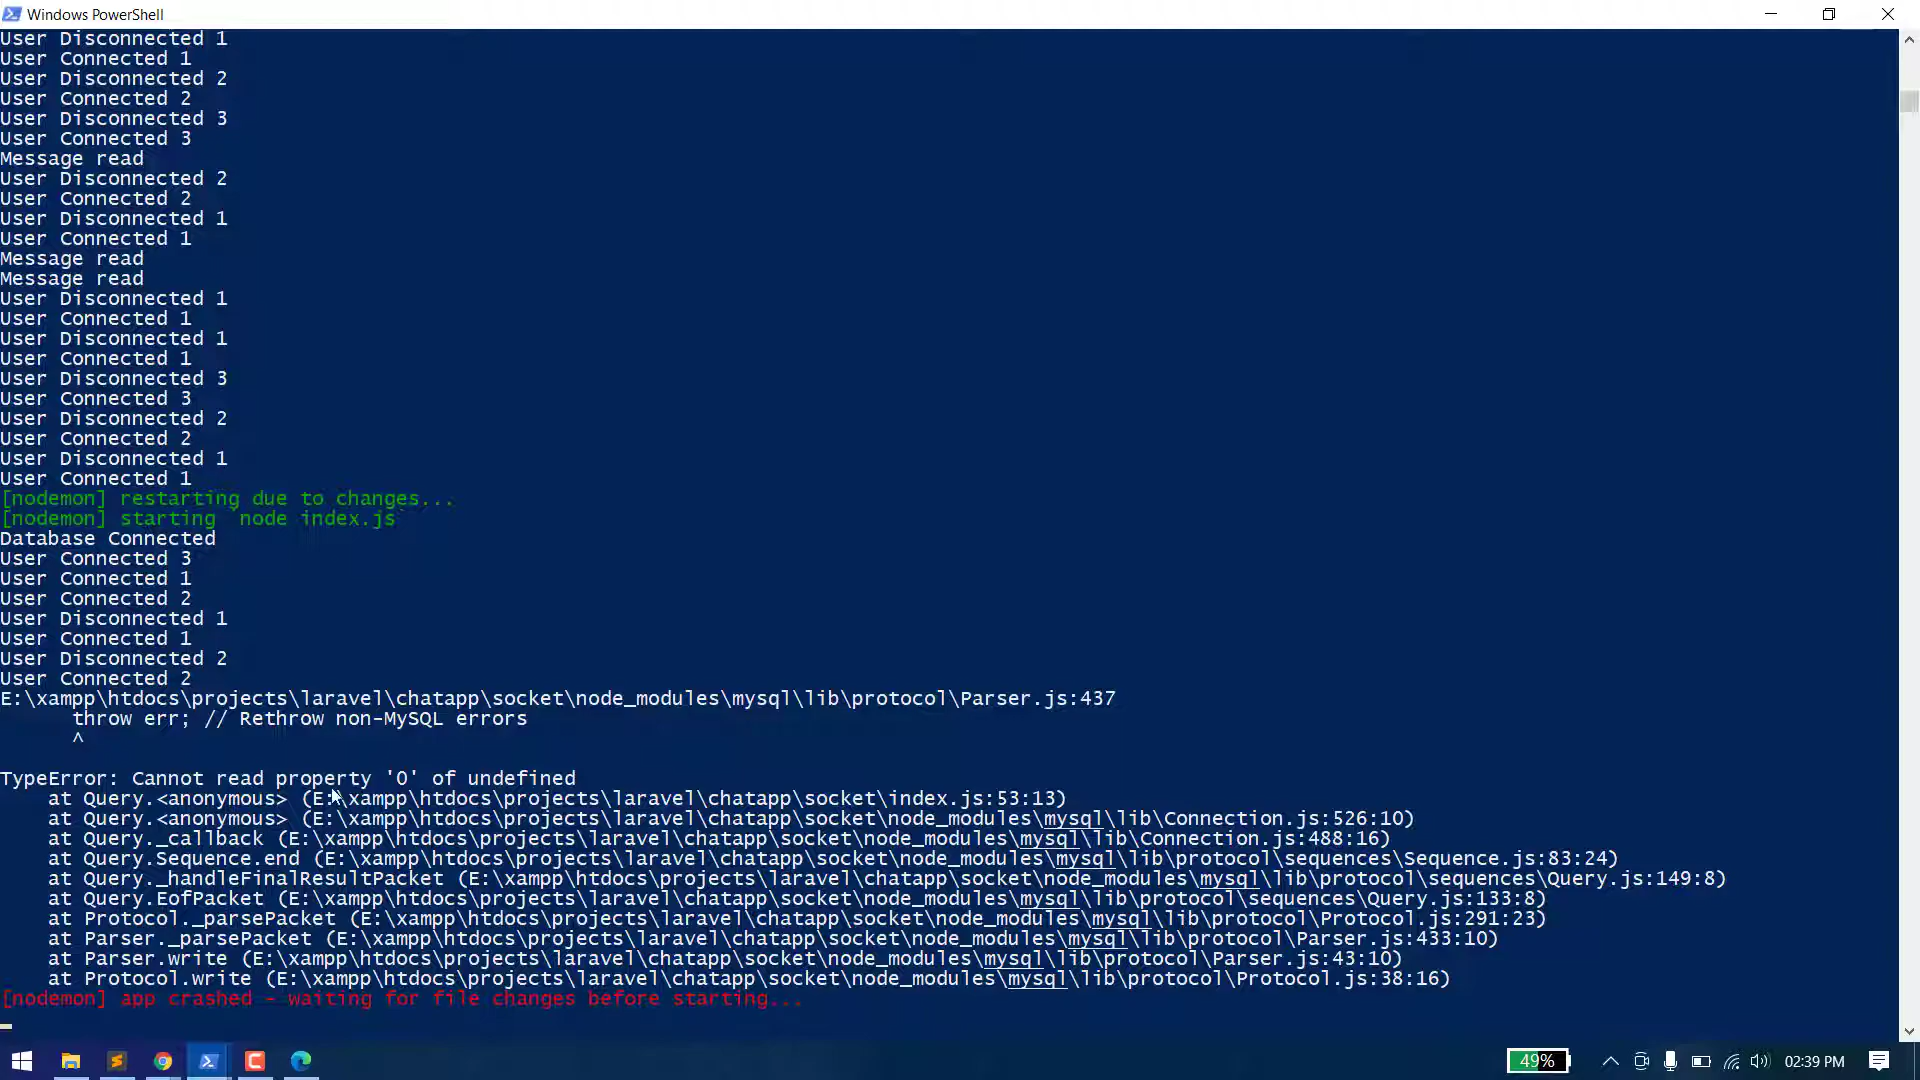 Windows PowerShell
User Disconnected 1
User Connected 1
User Disconnected 2
User Connected 2
User Disconnected 3
User Connected 3
Message read
User Disconnected 2
User Connected 2
User Disconnected 1
User Connected 1
Message read
Message read
User Disconnected 1
User Connected 1
User Disconnected 1
User Connected 1
User Disconnected 3
User Connected 3
User Disconnected 2
User Connected 2
User Disconnected 1
User Connected 1
[nodemon] restarting due to changes...
[nodemon] starting `node index.js`
Database Connected
User Connected 3
User Connected 1
User Connected 2
User Disconnected 1
User Connected 1
User Disconnected 2
User Connected 2
E:\xampp\htdocs\projects\laravel\chatapp\socket\node_modules\mysql\lib\protocol\Parser.js:437
      throw err; // Rethrow non-MySQL errors
      ^
TypeError: Cannot read property '0' of undefined
    at Query.<anonymous> (E:\xampp\htdocs\projects\laravel\chatapp\socket\index.js:53:13)
    at Query.<anonymous> (E:\xampp\htdocs\projects\laravel\chatapp\socket\node_modules\mysql\lib\Connection.js:526:10)
    at Query._callback (E:\xampp\htdocs\projects\laravel\chatapp\socket\node_modules\mysql\lib\Connection.js:488:16)
    at Query.Sequence.end (E:\xampp\htdocs\projects\laravel\chatapp\socket\node_modules\mysql\lib\protocol\sequences\Sequence.js:83:24)
    at Query._handleFinalResultPacket (E:\xampp\htdocs\projects\laravel\chatapp\socket\node_modules\mysql\lib\protocol\sequences\Query.js:149:8)
    at Query.EofPacket (E:\xampp\htdocs\projects\laravel\chatapp\socket\node_modules\mysql\lib\protocol\sequences\Query.js:133:8)
    at Protocol._parsePacket (E:\xampp\htdocs\projects\laravel\chatapp\socket\node_modules\mysql\lib\protocol\Protocol.js:291:23)
    at Parser._parsePacket (E:\xampp\htdocs\projects\laravel\chatapp\socket\node_modules\mysql\lib\protocol\Parser.js:433:10)
    at Parser.write (E:\xampp\htdocs\projects\laravel\chatapp\socket\node_modules\mysql\lib\protocol\Parser.js:43:10)
    at Protocol.write (E:\xampp\htdocs\projects\laravel\chatapp\socket\node_modules\mysql\lib\protocol\Protocol.js:38:16)
[nodemon] app crashed - waiting for file changes before starting...
49%
02:39 PM